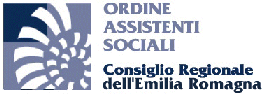 ORDINE
ASSISTENTI
SOCIALI
Consiglio Regionale
dell'Emilia Romagna